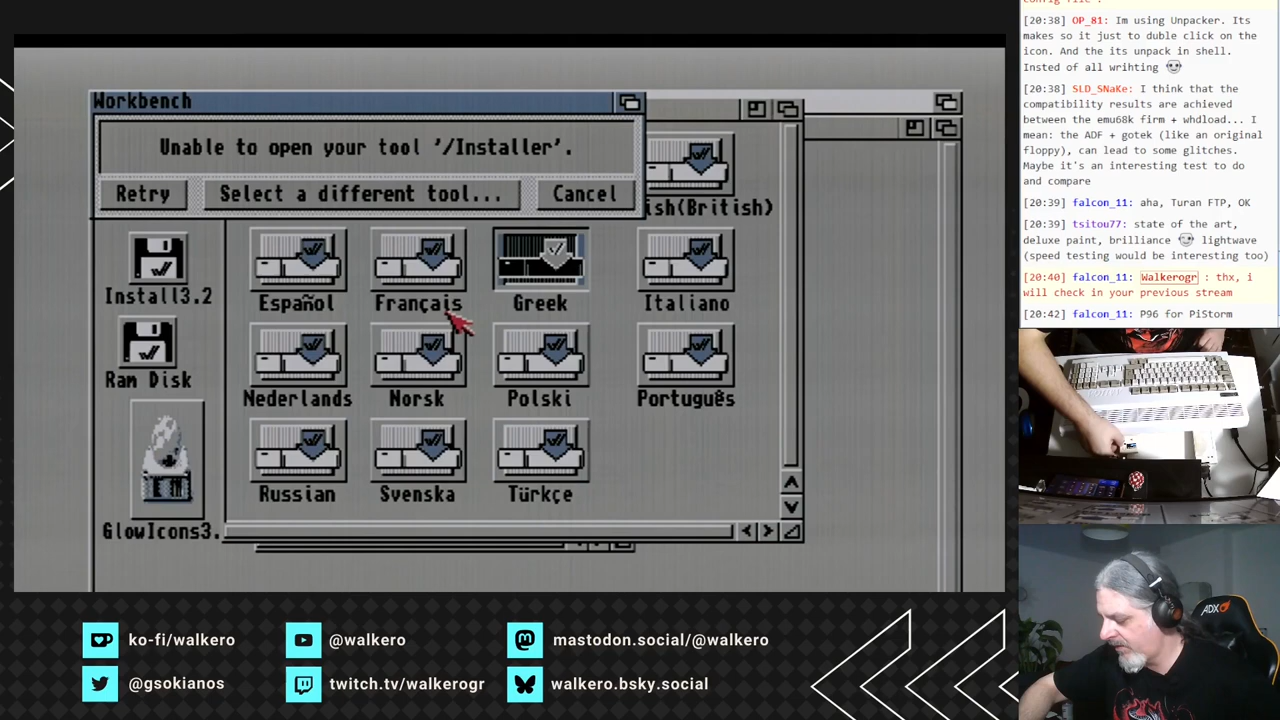 Workbench
Unable to open your tool '/Installer'.
Retry
Select a different tool...
Cancel
ish(British)
Install3.2
Español
Français
Greek
Italiano
Ram Disk
Nederlands
Norsk
Polski
Português
GlowIcons3.
Russian
Svenska
Türkçe
config file .
[20:38] OP_81: Im using Unpacker. Its
makes so it just to duble click on the
icon. And the its unpack in shell.
Insted of all wrihting
[20:38] SLD_SNaKe: I think that the
compatibility results are achieved
between the emu68k firm + whdload... I
mean: the ADF + gotek (like an original
floppy), can lead to some glitches.
Maybe it's an interesting test to do
and compare
[20:39] falcon_11: aha, Turan FTP, OK
[20:39] tsitou77: state of the art,
deluxe paint, brilliance lightwave
(speed testing would be interesting too)
[20:40] falcon_11: Walkerogr : thx, i
will check in your previous stream
[20:42] falcon_11: P96 for PiStorm
ADX
ko-fi/walkero
@walkero
mastodon.social/@walkero
@gsokianos
twitch.tv/walkerogr
walkero.bsky.social